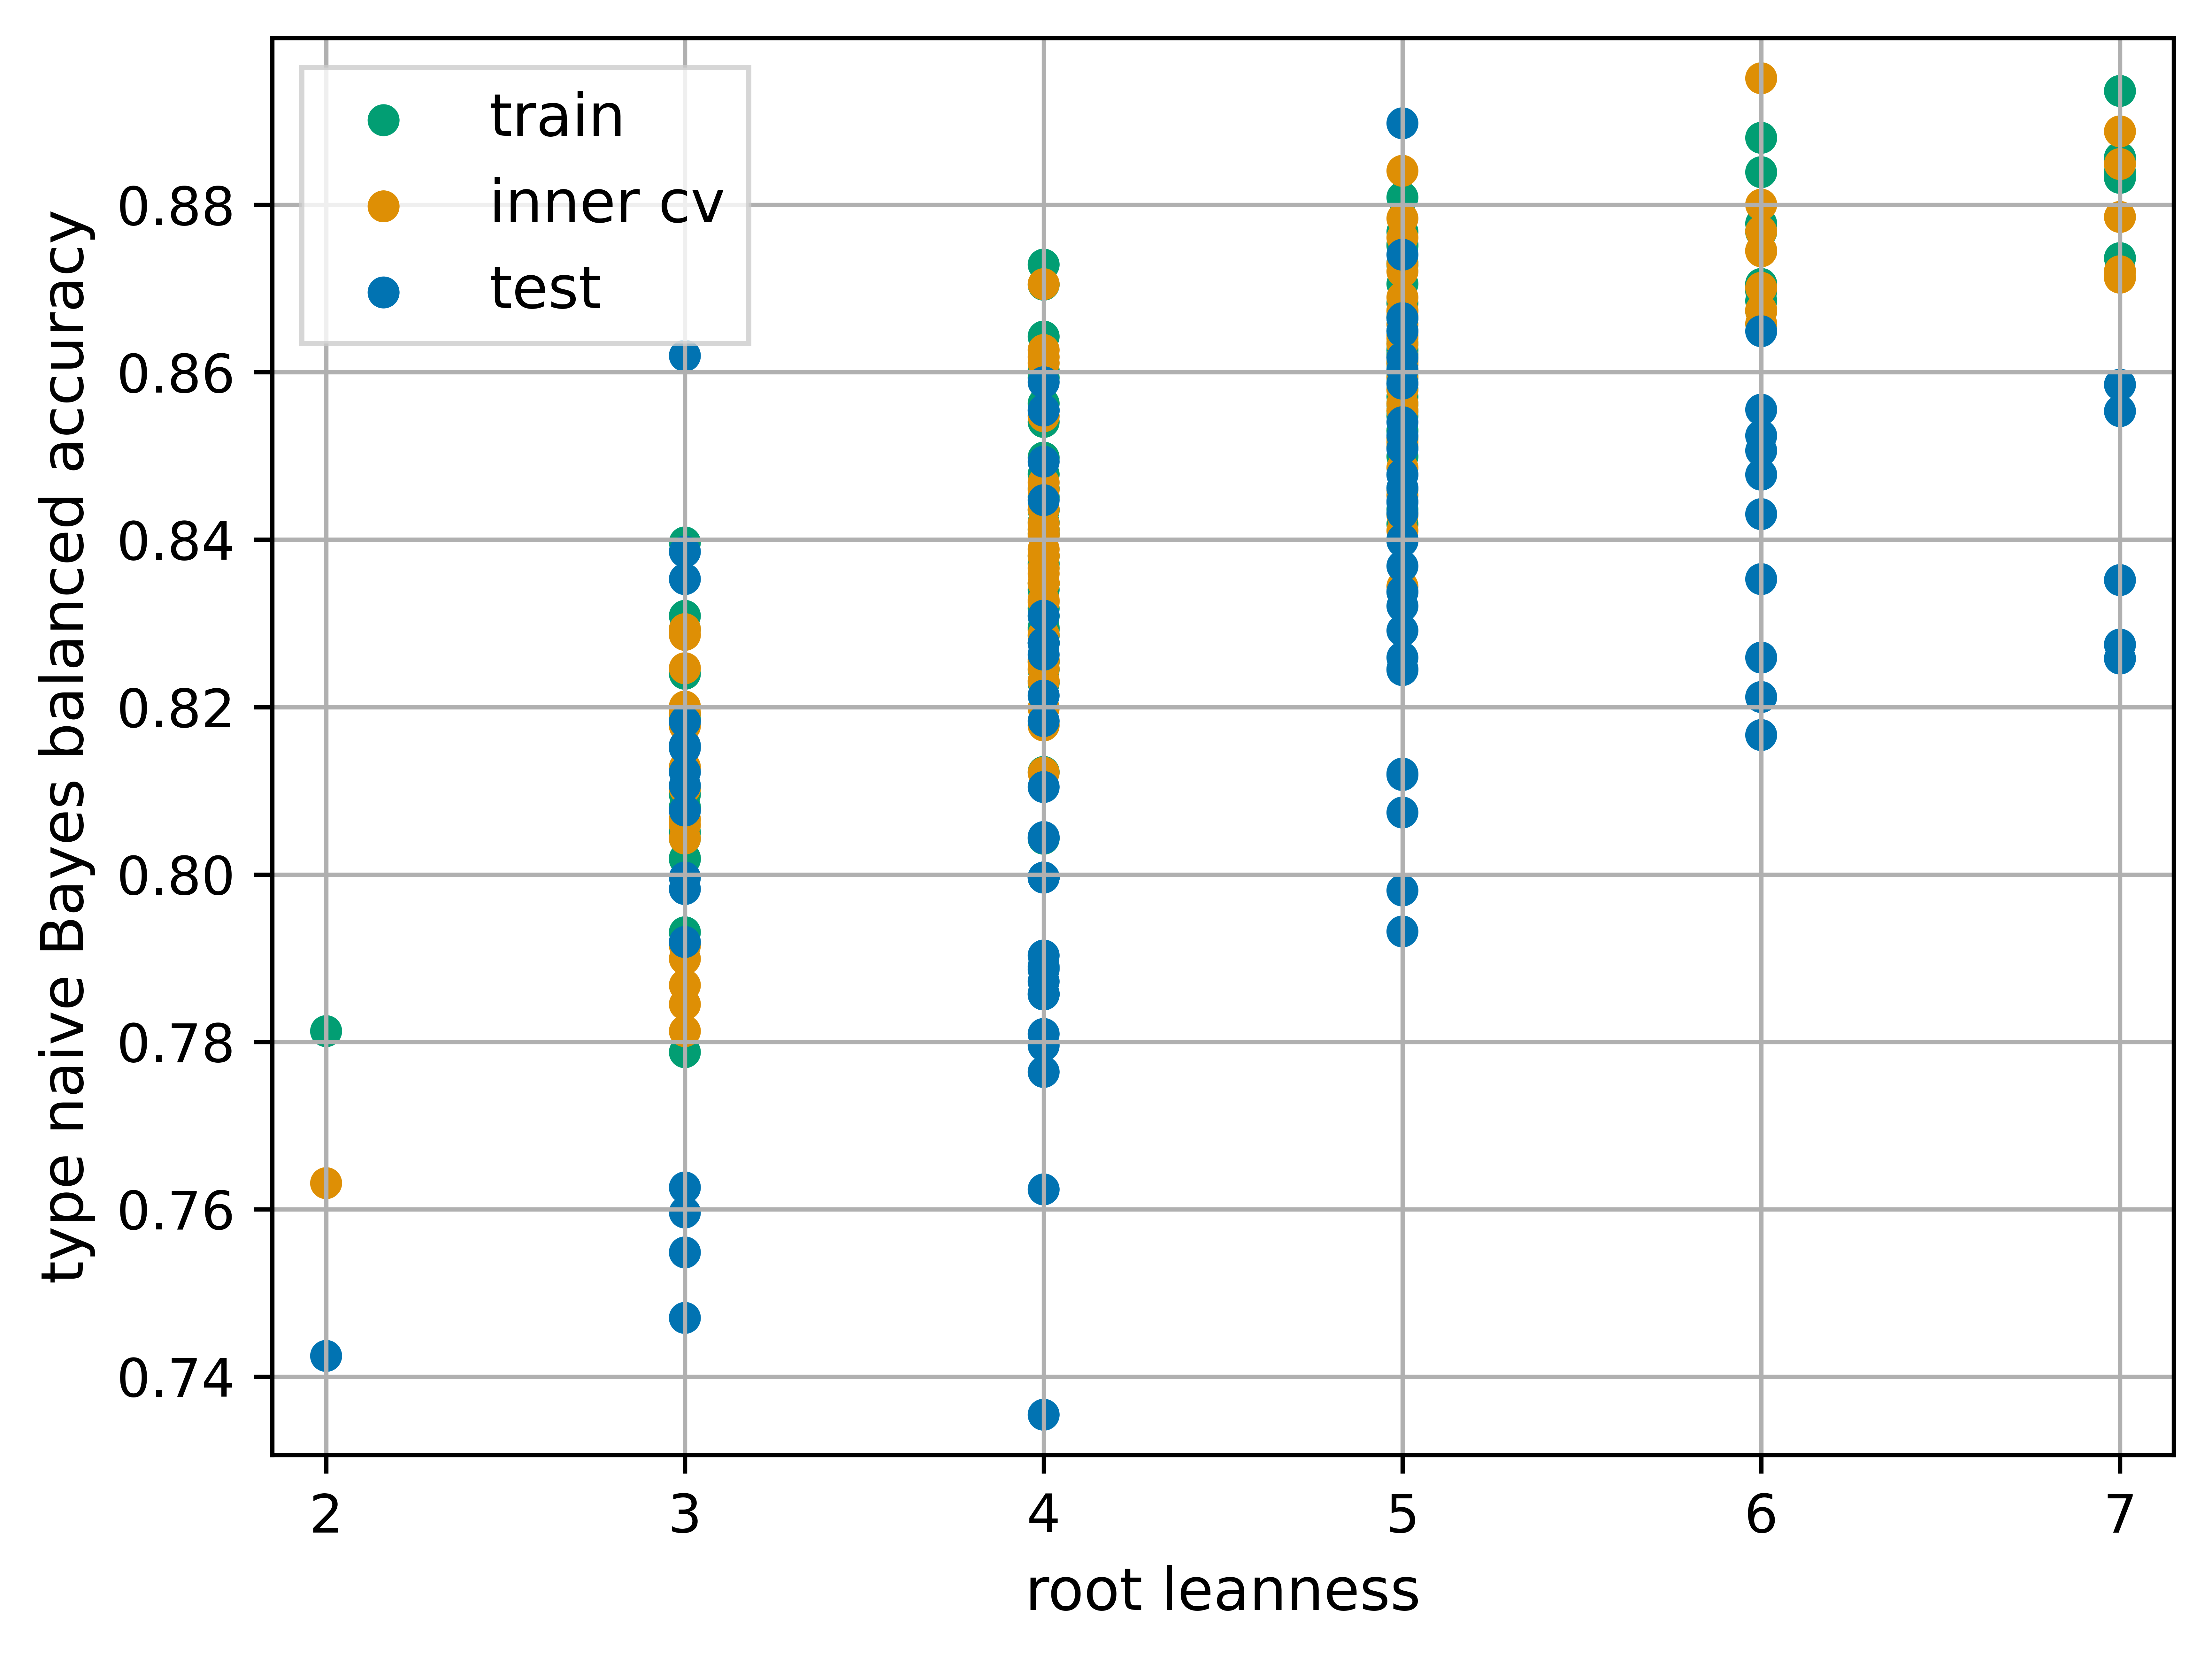 train
inner cv
test
0.88
0.86
0.84
0.82
0.80
0.78
0.76
0.74
type naive Bayes balanced accuracy
2 3 4 5 6 7
root leanness